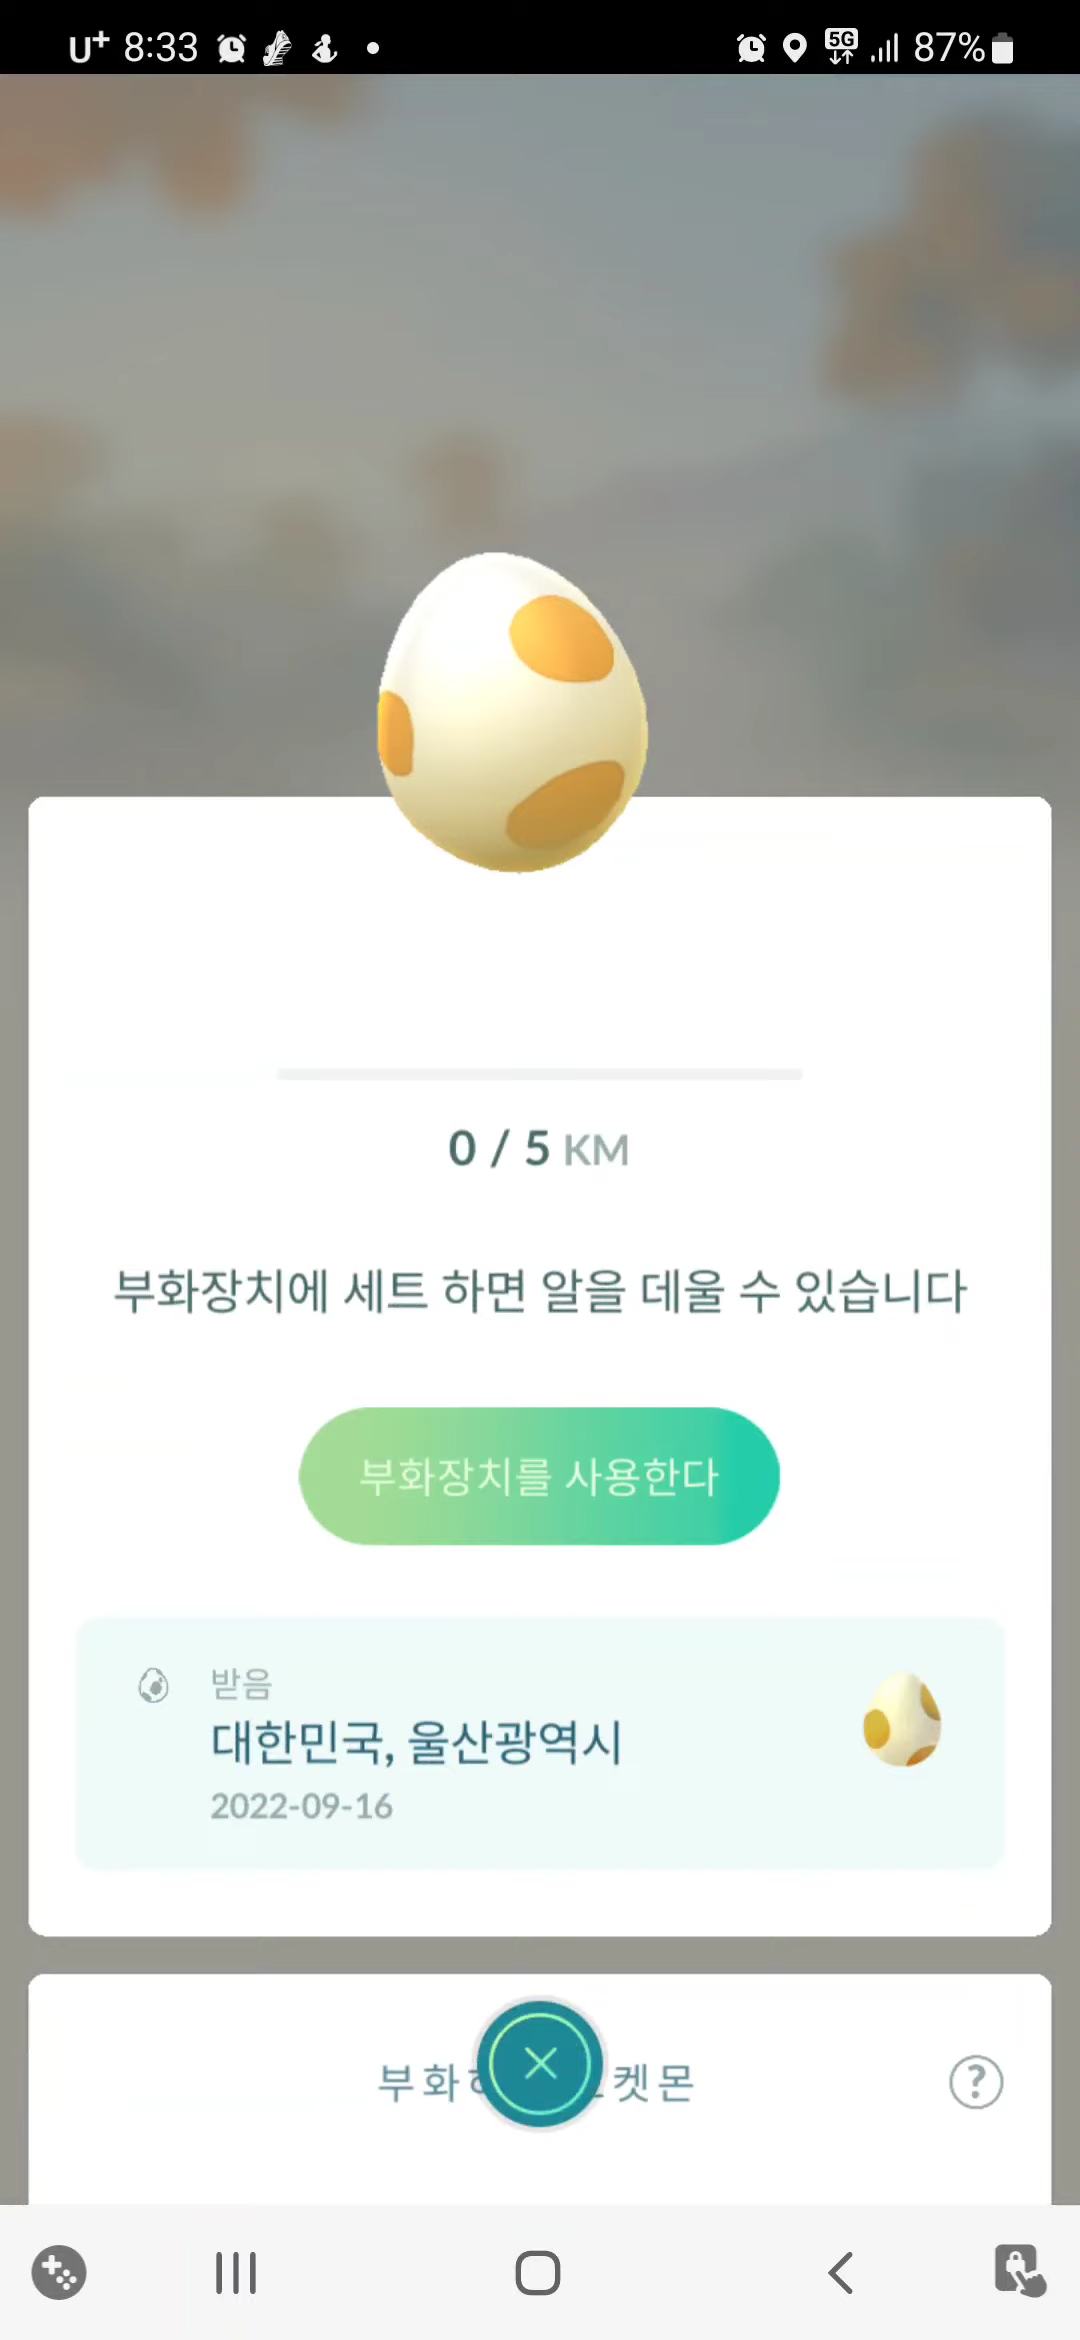 U+ 8:33 5G 87%
0 / 5 KM
부화장치에 세트 하면 알을 데울 수 있습니다
부화장치를 사용한다
받음
대한민국, 울산광역시
2022-09-16
부화 켓몬 ?